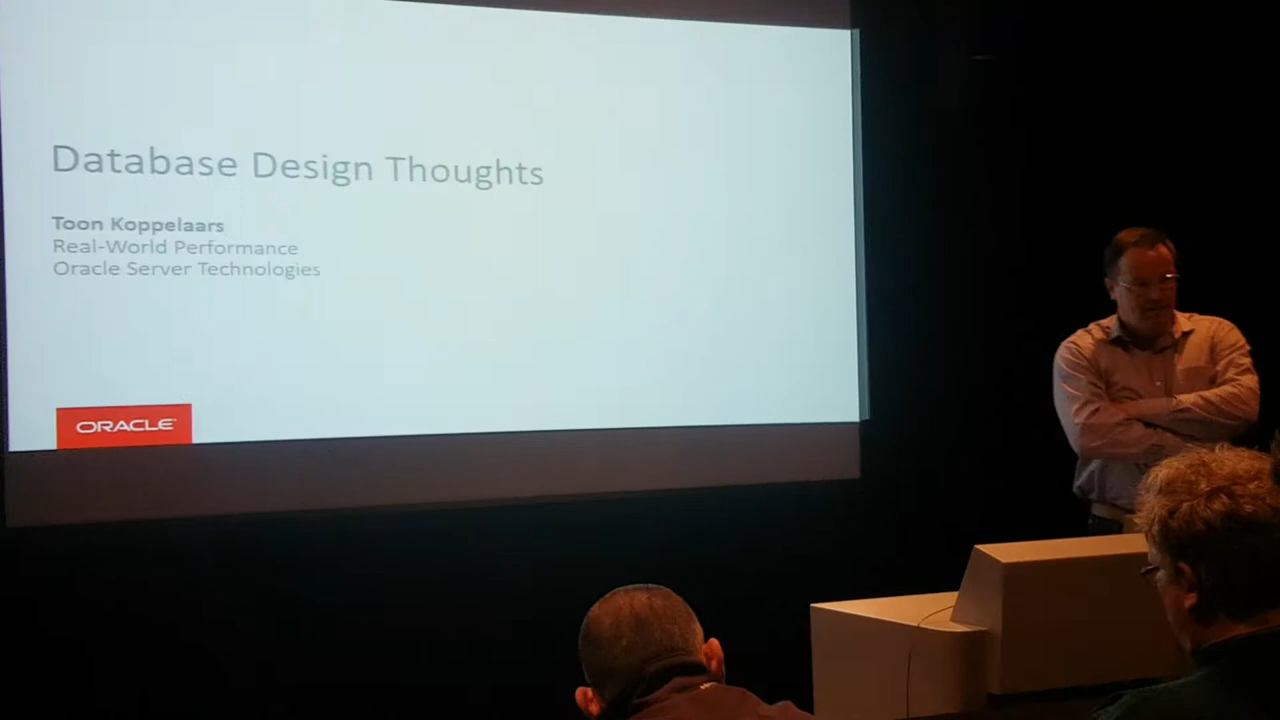 Database Design Thoughts
Toon Koppelaars
Real-World Performance
Oracle Server Technologies
ORACLE